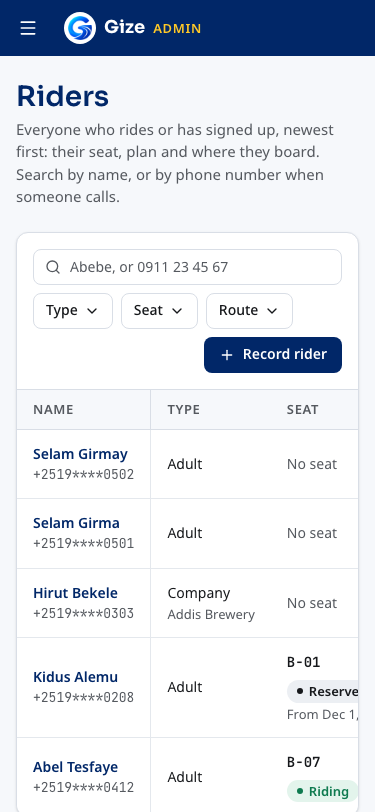 Gize ADMIN
Riders
Everyone who rides or has signed up, newest
first: their seat, plan and where they board.
Search by name, or by phone number when
someone calls.
Abebe, or 0911 23 45 67
Type Seat Route
Record rider
NAME TYPE SEAT
Selam Girmay
+2519****0502
Adult
No seat
Selam Girma
+2519****0501
Adult
No seat
Hirut Bekele
+2519****0303
Company
Addis Brewery
No seat
Kidus Alemu
+2519****0208
Adult
B-01
Reserve
From Dec 1,
Abel Tesfaye
+2519****0412
Adult
B-07
Riding